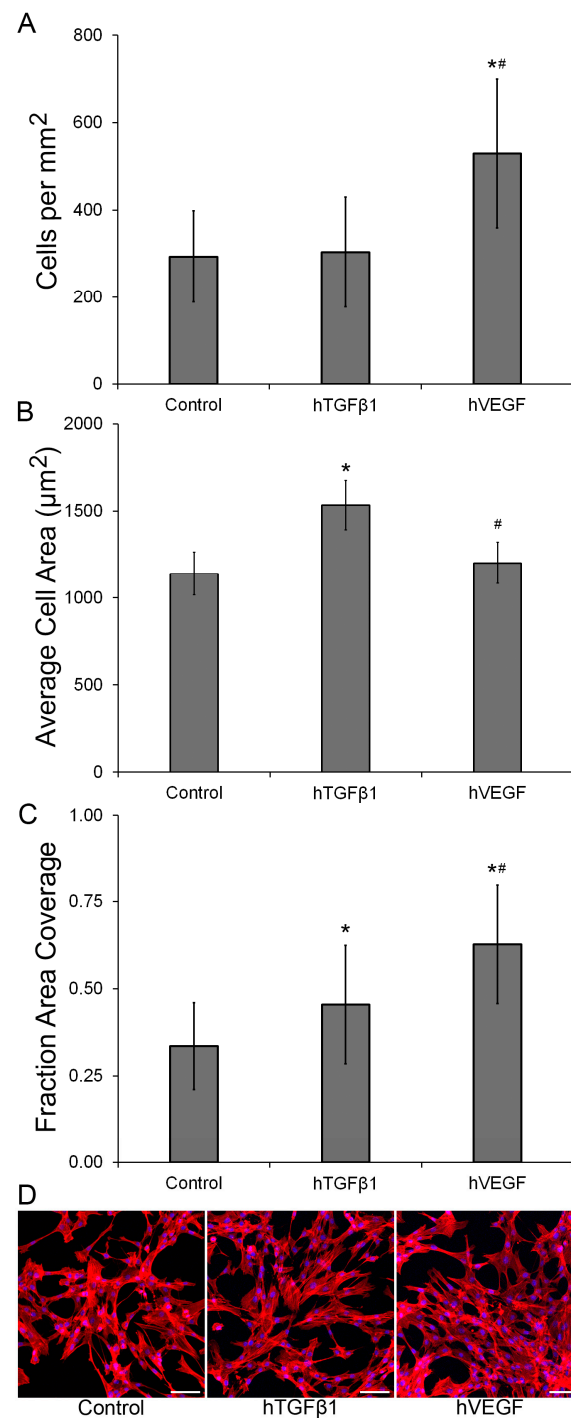 A
Cells per mm2
800
600
400
200
0
*#
Control
hTGFβ1
hVEGF
B
Average Cell Area (μm2)
2000
1500
1000
500
0
*
#
Control
hTGFβ1
hVEGF
C
Fraction Area Coverage
1.00
0.75
0.50
0.25
0.00
*
*#
Control
hTGFβ1
hVEGF
D
Control
hTGFβ1
hVEGF